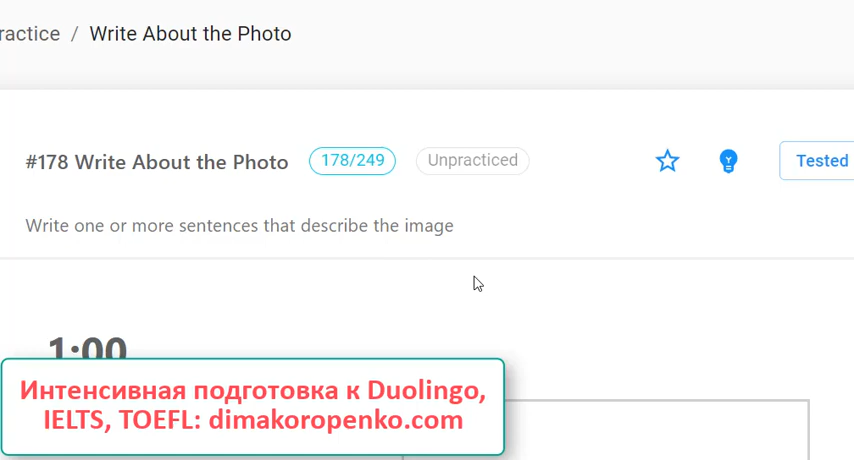 ractice / Write About the Photo
#178 Write About the Photo 178/249 Unpracticed Tested
Write one or more sentences that describe the image
1:00
Интенсивная подготовка к Duolingo,
IELTS, TOEFL: dimakoropenko.com